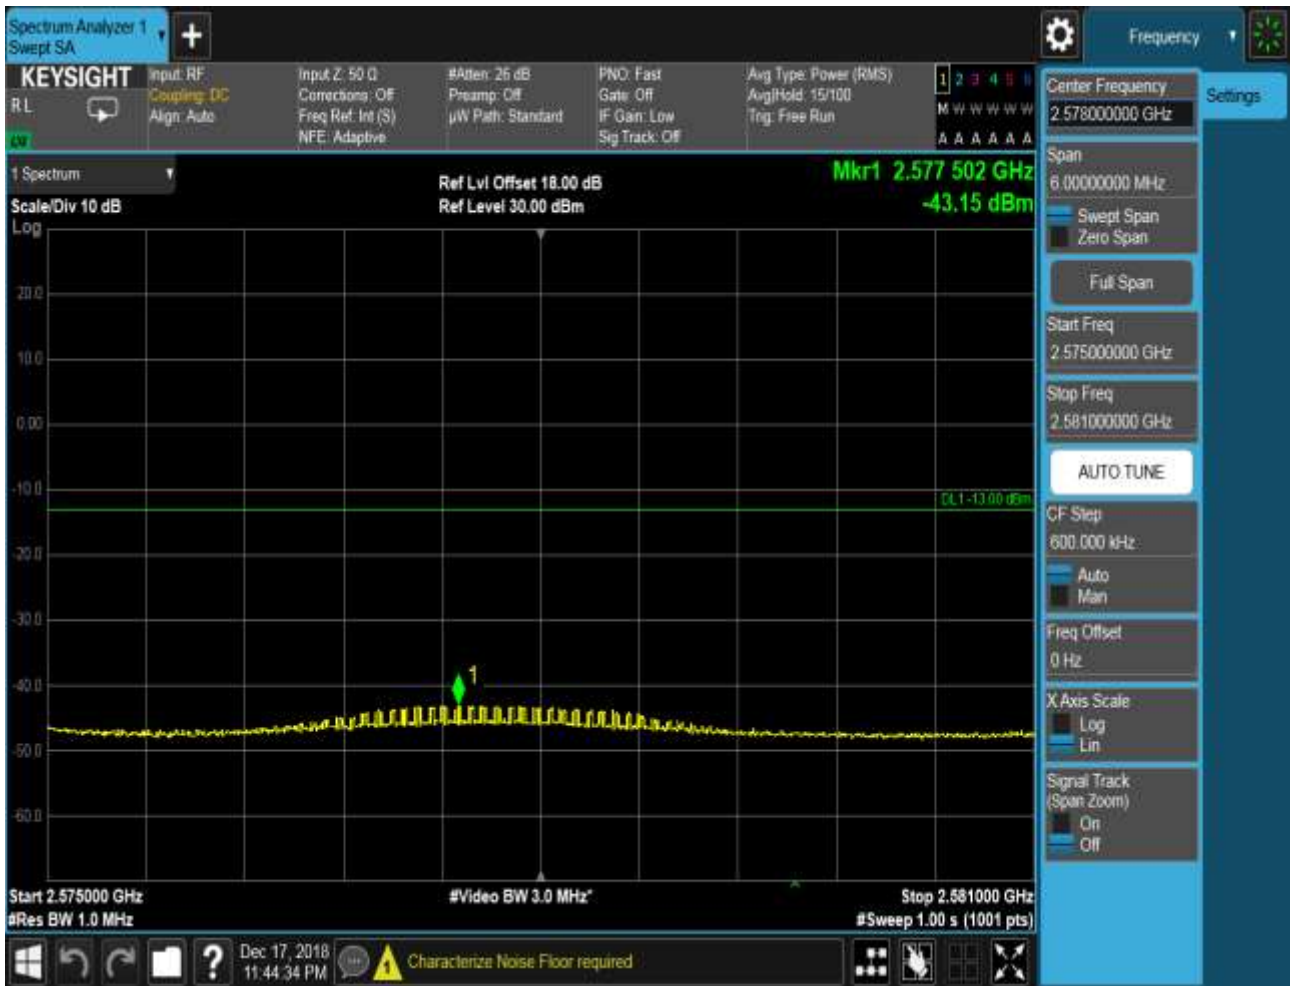 Spectrum Analyzer 1
Swept SA
Frequency
KEYSIGHT
RL
Input: RF
Coupling: DC
Align: Auto
Input Z: 50 Ω
Corrections: Off
Freq Ref: Int (S)
NFE: Adaptive
#Atten: 26 dB
Preamp: Off
µW Path: Standard
PNO: Fast
Gate: Off
IF Gain: Low
Sig Track: Off
Avg Type: Power (RMS)
Avg|Hold: 15/100
Trig: Free Run
1 2 3 4 5 6
M W W W W W
A A A A A A
1 Spectrum
Scale/Div 10 dB
Log
Ref Lvl Offset 18.00 dB
Ref Level 30.00 dBm
Mkr1 2.577 502 GHz
-43.15 dBm
20.0
10.0
0.00
-10.0
DL1 -13.00 dBm
-20.0
-30.0
1
-40.0
-50.0
-60.0
Start 2.575000 GHz
#Res BW 1.0 MHz
#Video BW 3.0 MHz*
Stop 2.581000 GHz
#Sweep 1.00 s (1001 pts)
Center Frequency
2.578000000 GHz
Settings
Span
6.00000000 MHz
Swept Span
Zero Span
Full Span
Start Freq
2.575000000 GHz
Stop Freq
2.581000000 GHz
AUTO TUNE
CF Step
600.000 kHz
Auto
Man
Freq Offset
0 Hz
X Axis Scale
Log
Lin
Signal Track
(Span Zoom)
On
Off
?
Dec 17, 2018
11:44:34 PM
1
Characterize Noise Floor required